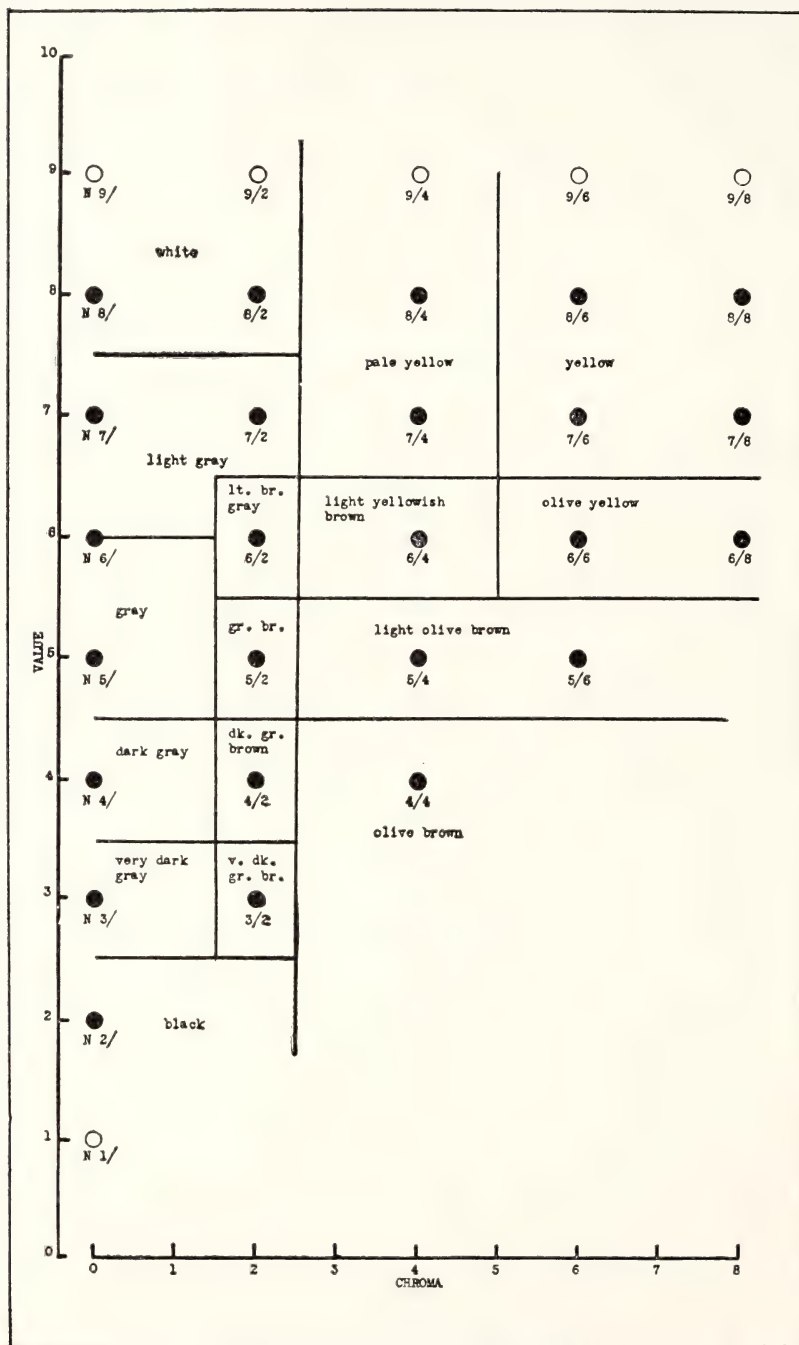 10
9
N 9/ 9/2 9/4 9/6 9/8
white
8
N 8/ 8/2 8/4 8/6 8/8
pale yellow yellow
7
N 7/ 7/2 7/4 7/6 7/8
light gray
lt. br.
gray
light yellowish
brown
olive yellow
6
N 6/ 6/2 6/4 6/6 6/8
gray
gr. br.
light olive brown
VALUE
5
N 5/ 5/2 5/4 5/6
dark gray
dk. gr.
brown
4
N 4/ 4/2 4/4
olive brown
very dark
gray
v. dk.
gr. br.
3
N 3/ 3/2
2
black
N 2/
1
N 1/
0
0 1 2 3 4 5 6 7 8
CHROMA